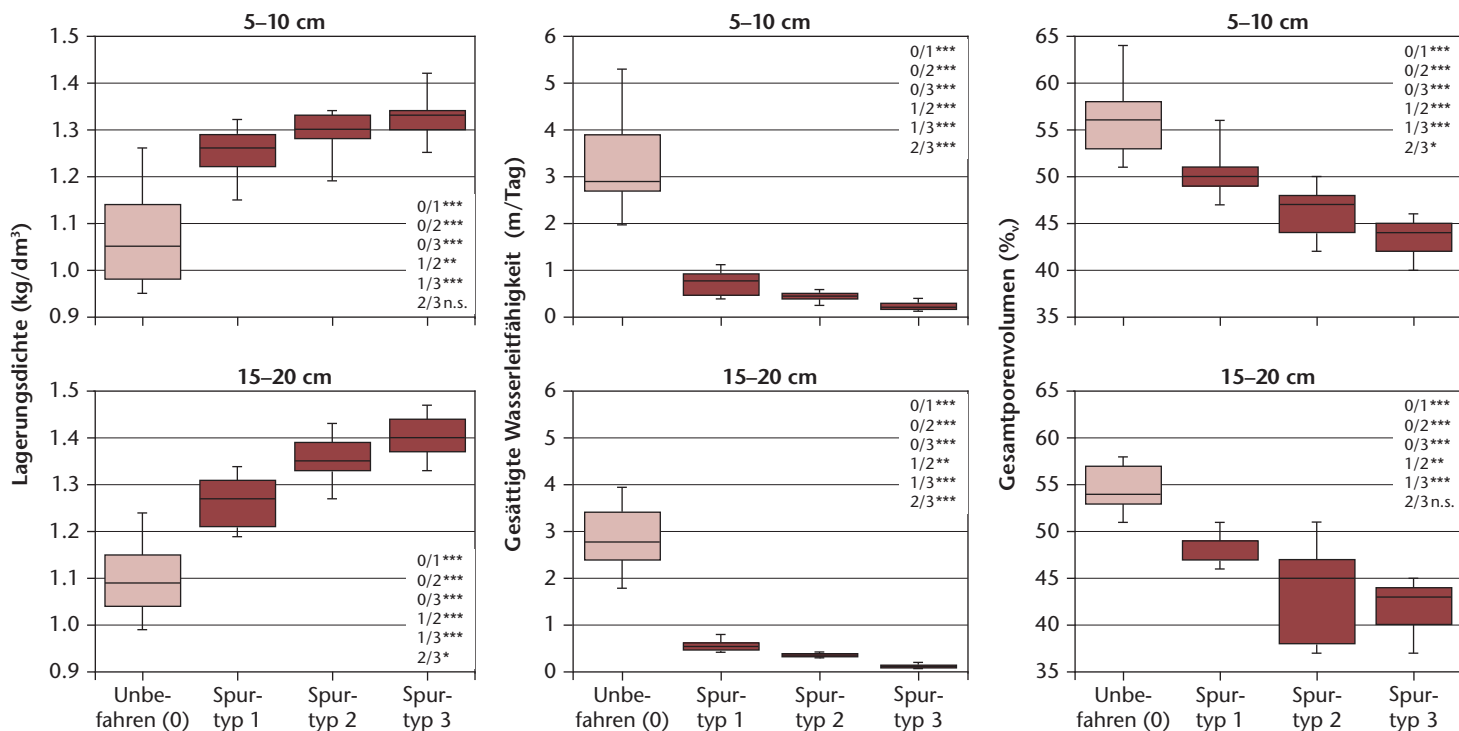 5–10 cm
Lagerungsdichte (kg/dm³)
1.5
1.4
1.3
1.2
1.1
1.0
0.9
0/1***
0/2***
0/3***
1/2**
1/3***
2/3 n.s.
5–10 cm
Gesättigte Wasserleitfähigkeit (m/Tag)
6
5
4
3
2
1
0
0/1***
0/2***
0/3***
1/2***
1/3***
2/3***
5–10 cm
Gesamtporenvolumen (%v)
65
60
55
50
45
40
35
0/1***
0/2***
0/3***
1/2***
1/3***
2/3*
15–20 cm
1.5
1.4
1.3
1.2
1.1
1.0
0.9
0/1***
0/2***
0/3***
1/2***
1/3***
2/3*
Unbe-
fahren (0)
Spur-
typ 1
Spur-
typ 2
Spur-
typ 3
15–20 cm
6
5
4
3
2
1
0
0/1***
0/2***
0/3***
1/2**
1/3***
2/3***
Unbe-
fahren (0)
Spur-
typ 1
Spur-
typ 2
Spur-
typ 3
15–20 cm
65
60
55
50
45
40
35
0/1***
0/2***
0/3***
1/2**
1/3***
2/3 n.s.
Unbe-
fahren (0)
Spur-
typ 1
Spur-
typ 2
Spur-
typ 3